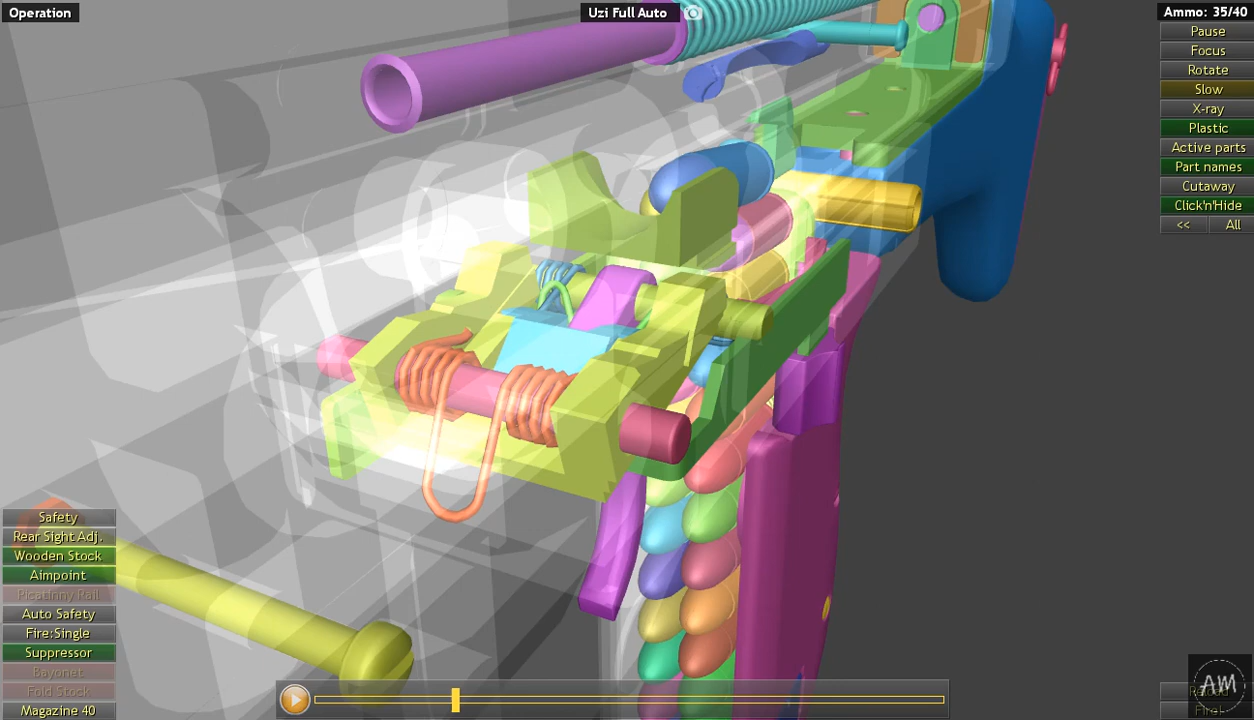 Operation
Uzi Full Auto
Ammo: 35/40
Pause
Focus
Rotate
Slow
X-ray
Plastic
Active parts
Part names
Cutaway
Click'n'Hide
<< All
Safety
Rear Sight Adj.
Wooden Stock
Aimpoint
Picatinny Rail
Auto Safety
Fire:Single
Suppressor
Bayonet
Fold Stock
Magazine 40
AW
Reload
Fire!